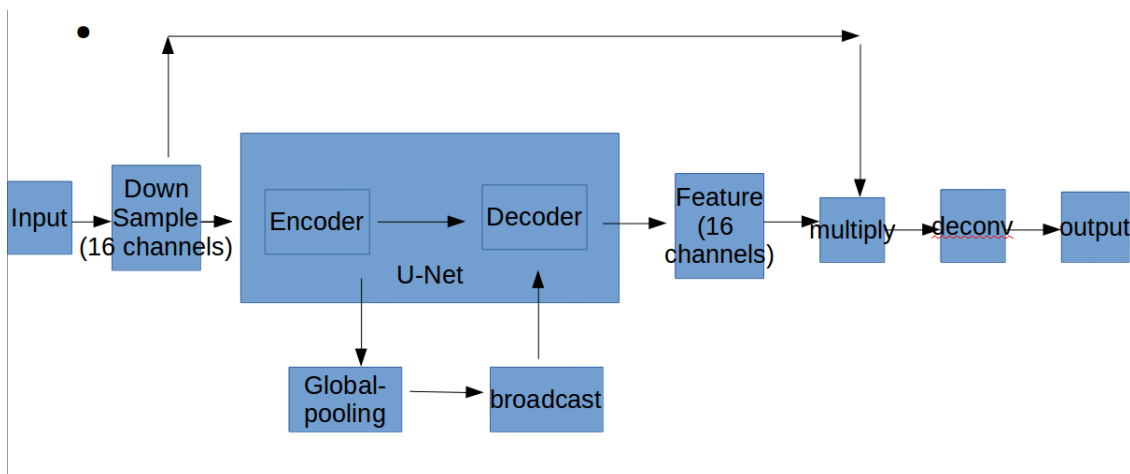 Input
Down
Sample
(16 channels)
Encoder
Decoder
U-Net
Global-
pooling
broadcast
Feature
(16
channels)
multiply
deconv
output